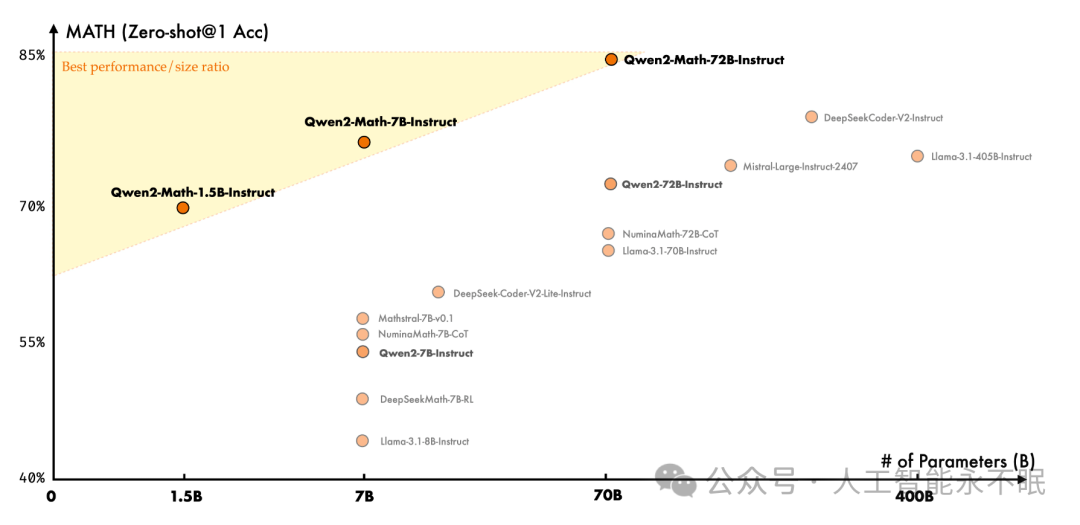 MATH (Zero-shot@1 Acc)
85%
Best performance/size ratio
Qwen2-Math-72B-Instruct
Qwen2-Math-7B-Instruct
DeepSeekCoder-V2-Instruct
Llama-3.1-405B-Instruct
Mistral-Large-Instruct-2407
Qwen2-72B-Instruct
Qwen2-Math-1.5B-Instruct
70%
NuminaMath-72B-CoT
Llama-3.1-70B-Instruct
DeepSeek-Coder-V2-Lite-Instruct
Mathstral-7B-v0.1
NuminaMath-7B-CoT
55%
Qwen2-7B-Instruct
DeepSeekMath-7B-RL
Llama-3.1-8B-Instruct
# of Parameters (B)
40%
公众号 · 人工智能永不眠
0
1.5B
7B
70B
400B